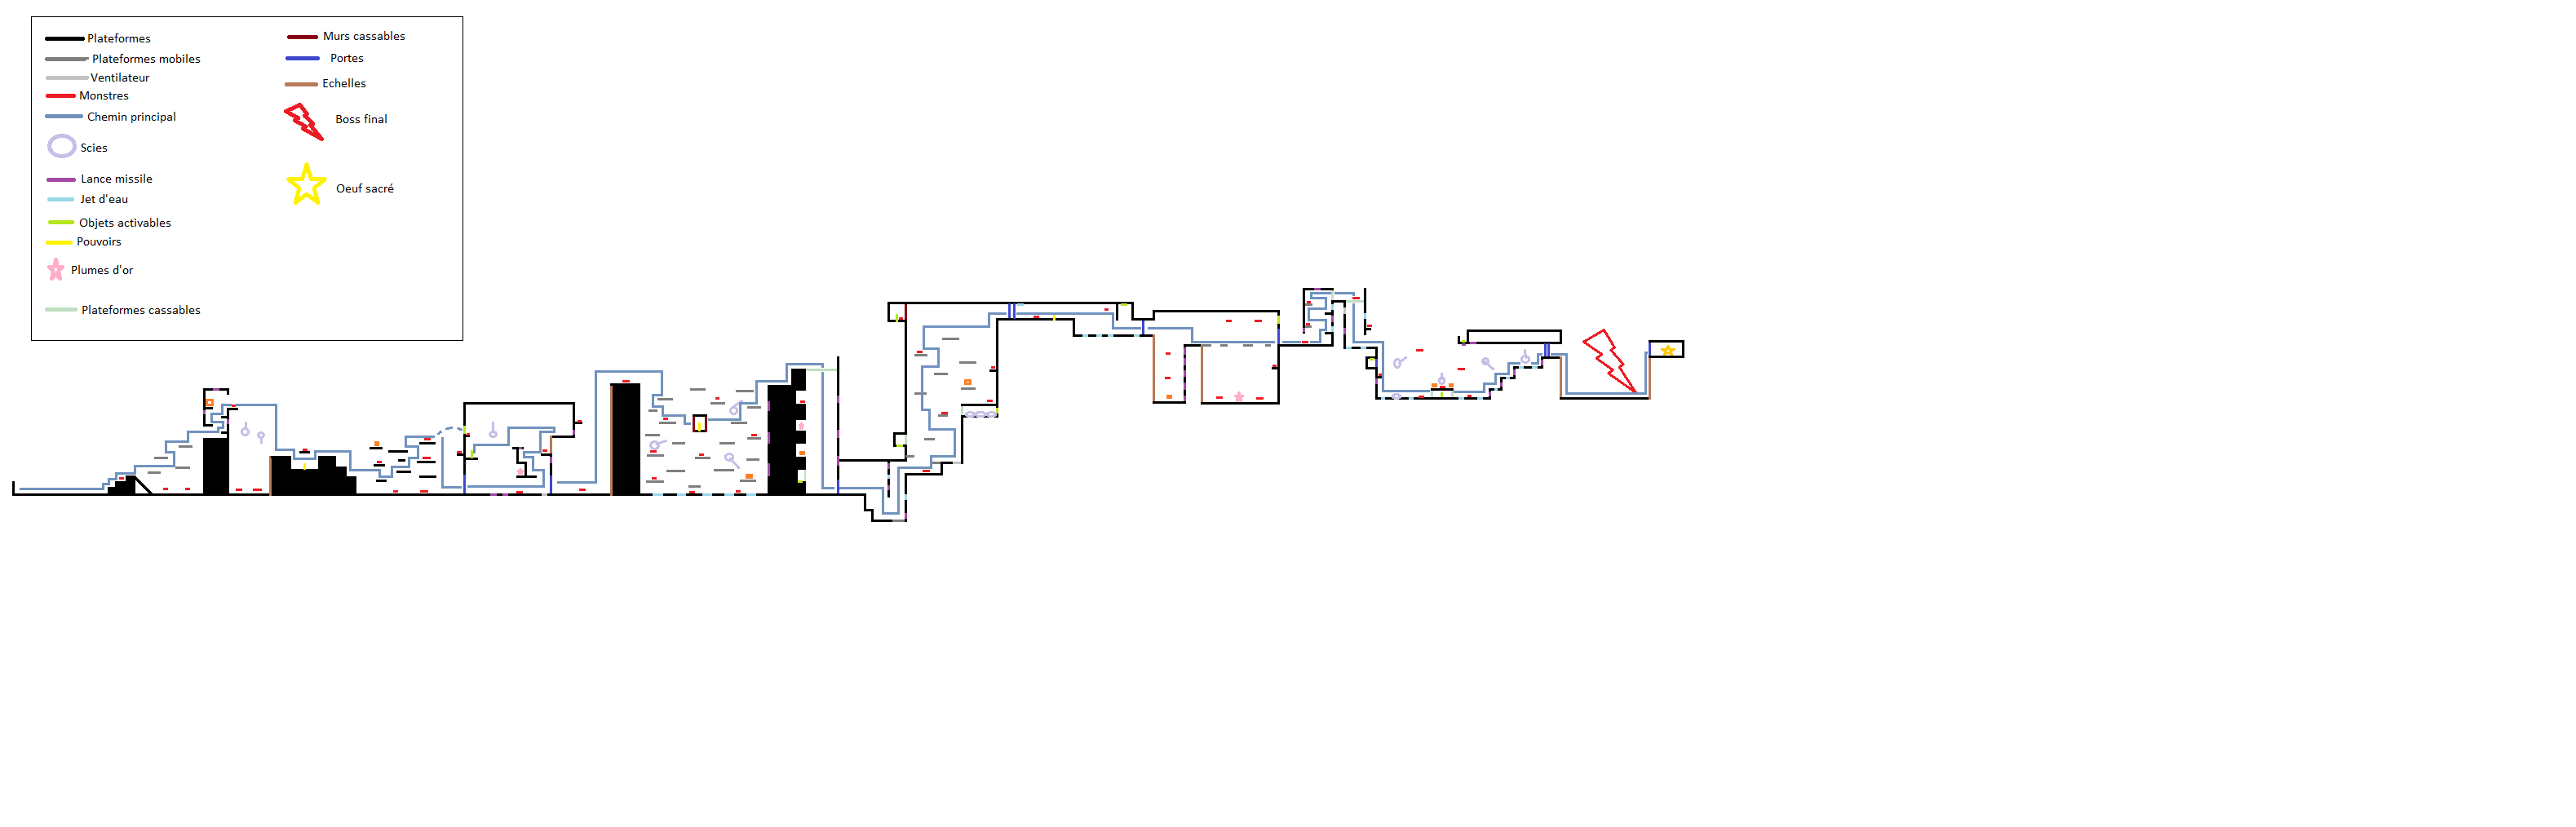 Plateformes
Plateformes mobiles
Ventilateur
Monstres
Chemin principal
Scies
Lance missile
Jet d'eau
Objets activables
Pouvoirs
Plumes d'or
Plateformes cassables
Murs cassables
Portes
Echelles
Boss final
Oeuf sacré